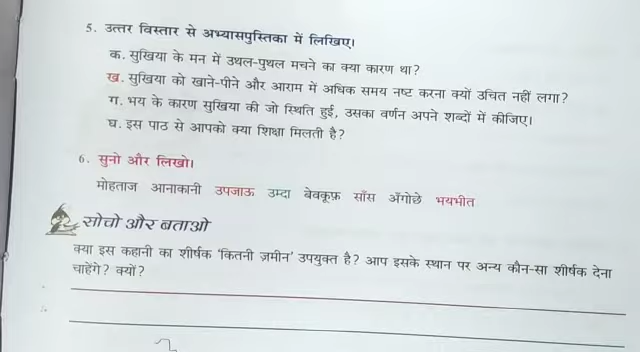 5. उत्तर विस्तार से अभ्यासपुस्तिका में लिखिए।
क. सुखिया के मन में उथल-पुथल मचने का क्या कारण था?
ख. सुखिया को खाने-पीने और आराम में अधिक समय नष्ट करना क्यों उचित नहीं लगा?
ग. भय के कारण सुखिया की जो स्थिति हुई, उसका वर्णन अपने शब्दों में कीजिए।
घ. इस पाठ से आपको क्या शिक्षा मिलती है?
6. सुनो और लिखो।
मोहताज आनाकानी उपजाऊ उम्दा बेवकूफ़ साँस अँगोछे भयभीत
सोचो और बताओ
क्या इस कहानी का शीर्षक 'कितनी ज़मीन' उपयुक्त है? आप इसके स्थान पर अन्य कौन-सा शीर्षक देना
चाहेंगे? क्यों?